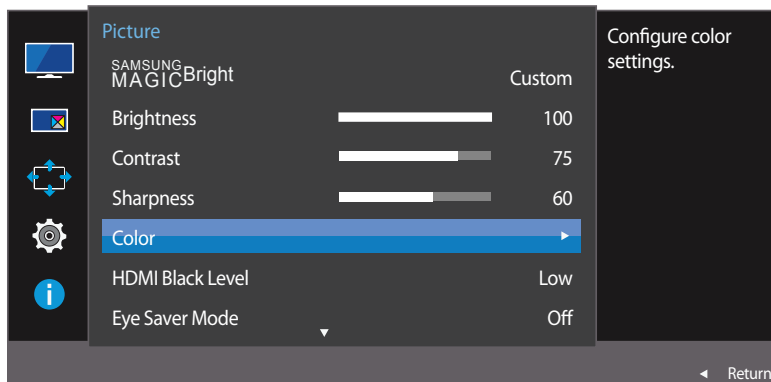 Picture
SAMSUNG
MAGICBright Custom
Brightness 100
Contrast 75
Sharpness 60
Color
HDMI Black Level Low
Eye Saver Mode Off
Configure color
settings.
Return